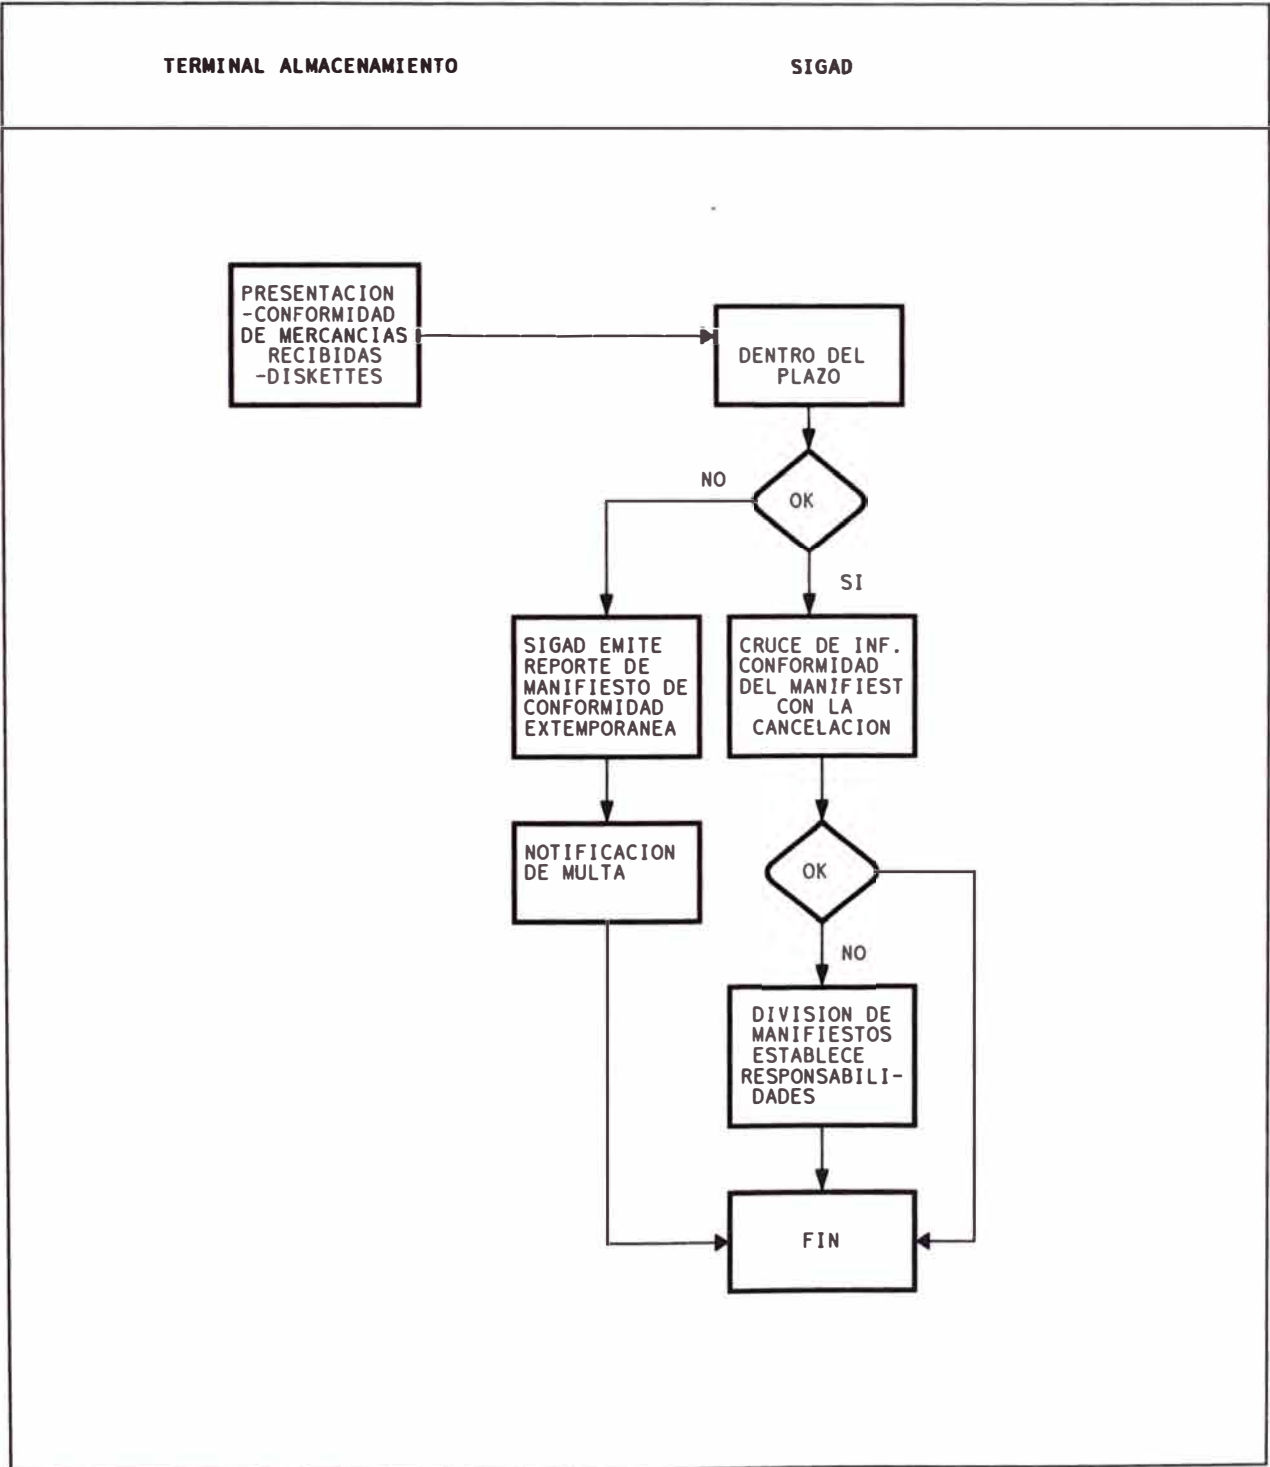 TERMINAL ALMACENAMIENTO
SIGAD
PRESENTACION
-CONFORMIDAD
DE MERCANCIAS
RECIBIDAS
-DISKETTES
DENTRO DEL
PLAZO
OK
NO
SI
SIGAD EMITE
REPORTE DE
MANIFIESTO DE
CONFORMIDAD
EXTEMPORANEA
CRUCE DE INF.
CONFORMIDAD
DEL MANIFIEST
CON LA
CANCELACION
NOTIFICACION
DE MULTA
OK
NO
DIVISION DE
MANIFIESTOS
ESTABLECE
RESPONSABILI-
DADES
FIN